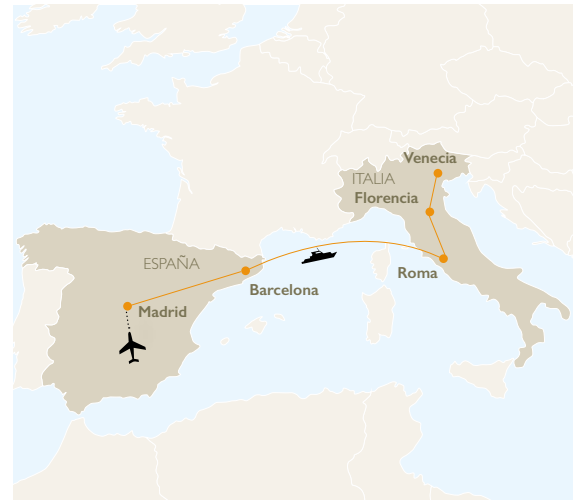 Venecia
ITALIA
Florencia
ESPAÑA
Roma
Barcelona
Madrid